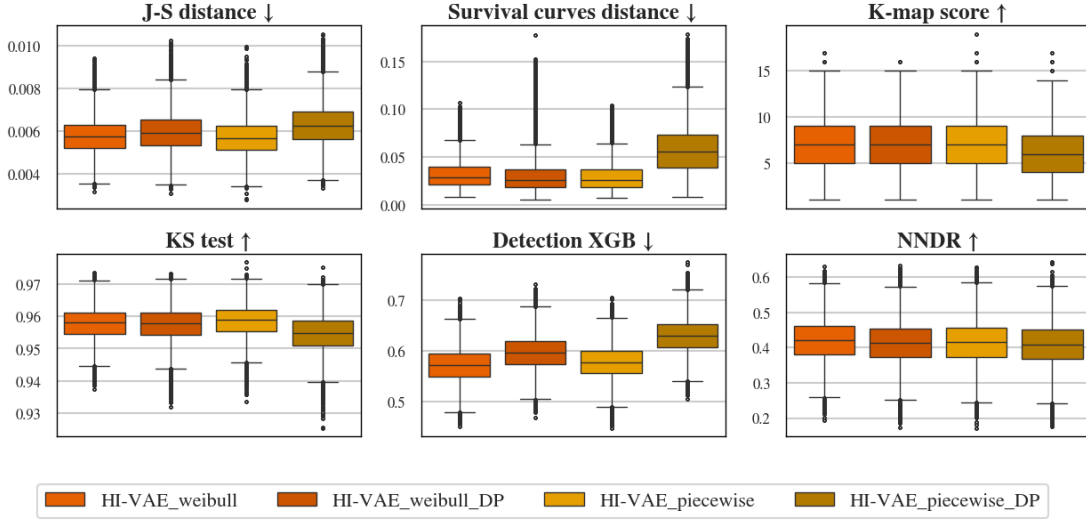 J-S distance ↓ Survival curves distance ↓ K-map score ↑
0.010 0.15 15
0.008
0.10 10
0.006
0.05 5
0.004
0.00
KS test ↑ Detection XGB ↓ NNDR ↑
0.97 0.7 0.6
0.96 0.5
0.95 0.6 0.4
0.94 0.3
0.93 0.5 0.2
HI-VAE_weibull HI-VAE_weibull_DP HI-VAE_piecewise HI-VAE_piecewise_DP